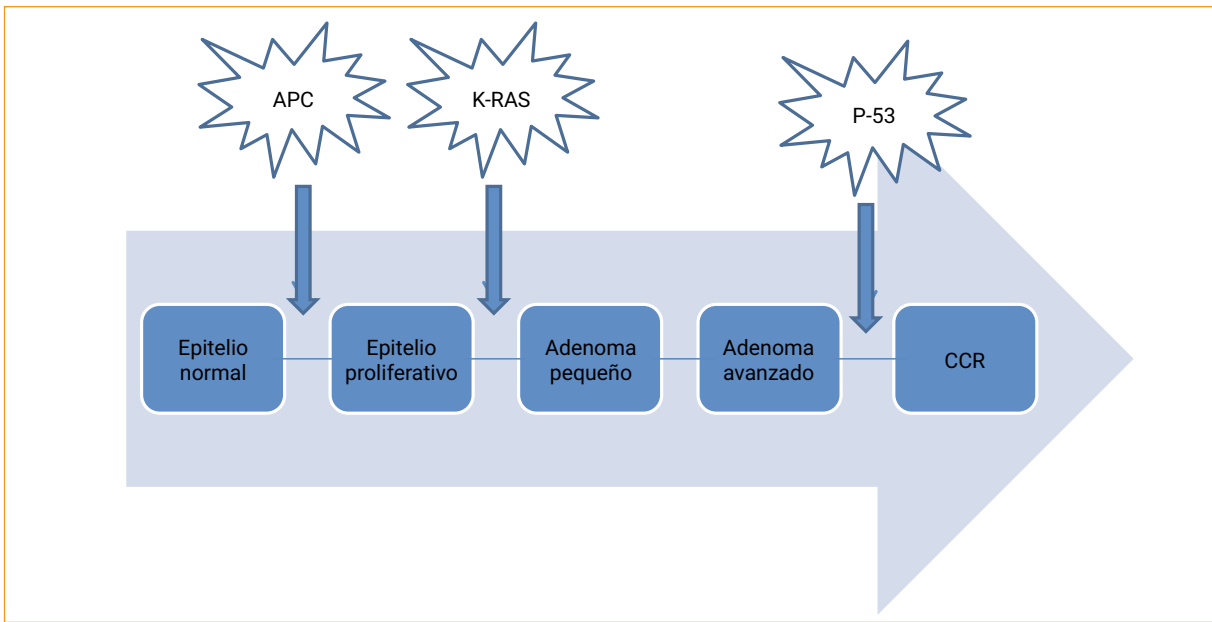 APC
K-RAS
P-53
Epitelio
normal
Epitelio
proliferativo
Adenoma
pequeño
Adenoma
avanzado
CCR